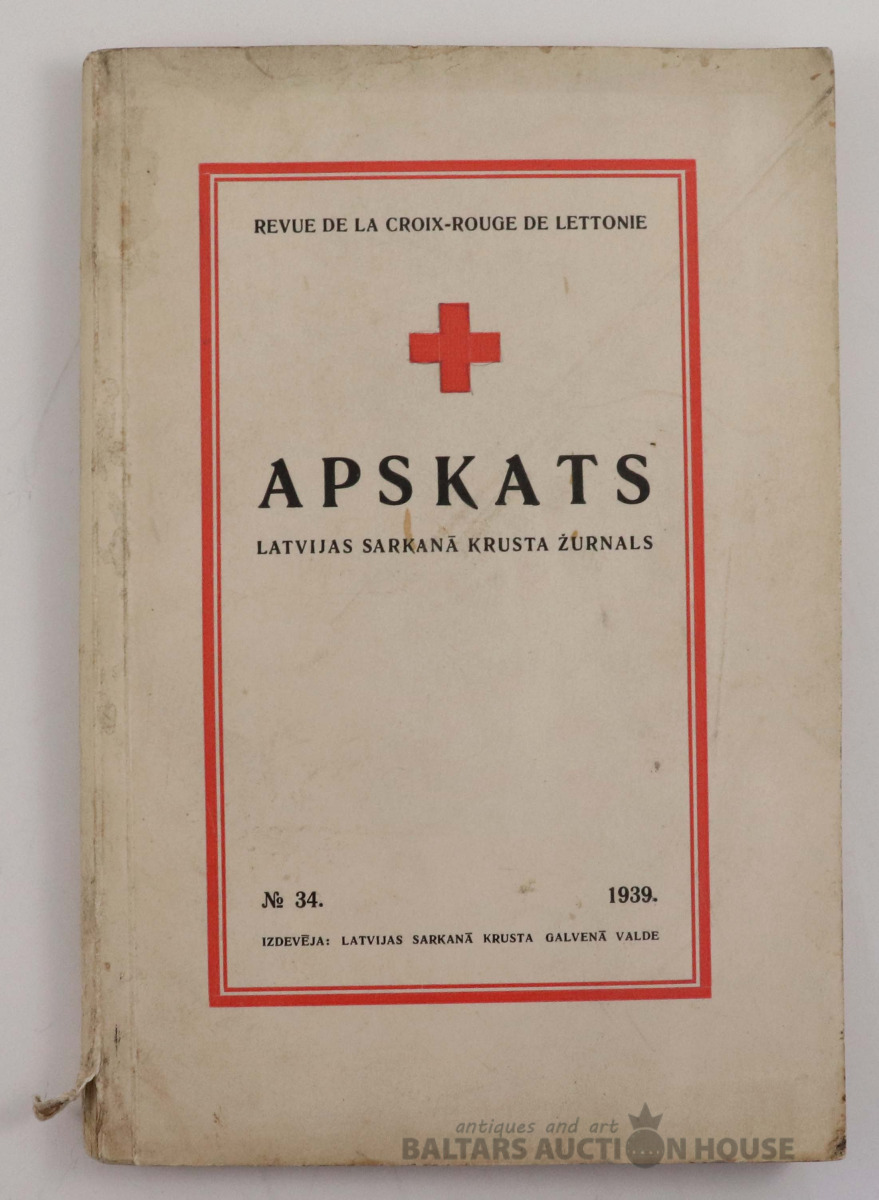 REVUE DE LA CROIX-ROUGE DE LETTONIE
APSKATS
LATVIJAS SARKANĀ KRUSTA ŽURNALS
№ 34. 1939.
IZDEVĒJA: LATVIJAS SARKANĀ KRUSTA GALVENĀ VALDE
antiques and art
BALTARS AUCTION HOUSE